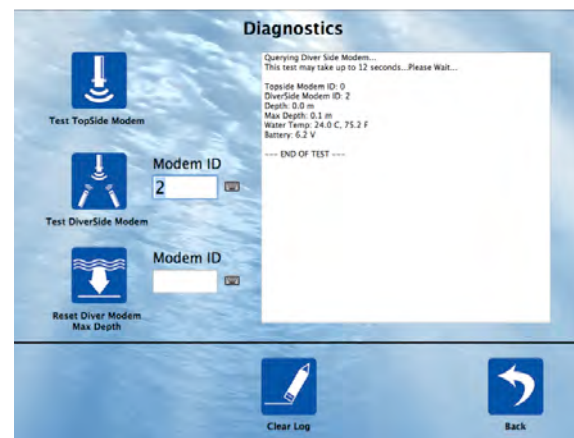 Diagnostics
Test TopSide Modem
Modem ID
2
Test DiverSide Modem
Modem ID
Reset Diver Modem
Max Depth
Querying Diver Side Modem...
This test may take up to 12 seconds...Please Wait...
Topside Modem ID: 0
DiverSide Modem ID: 2
Depth: 0.0 m
Max Depth: 0.1 m
Water Temp: 24.0 C, 75.2 F
Battery: 6.2 V
--- END OF TEST ---
Clear Log
Back